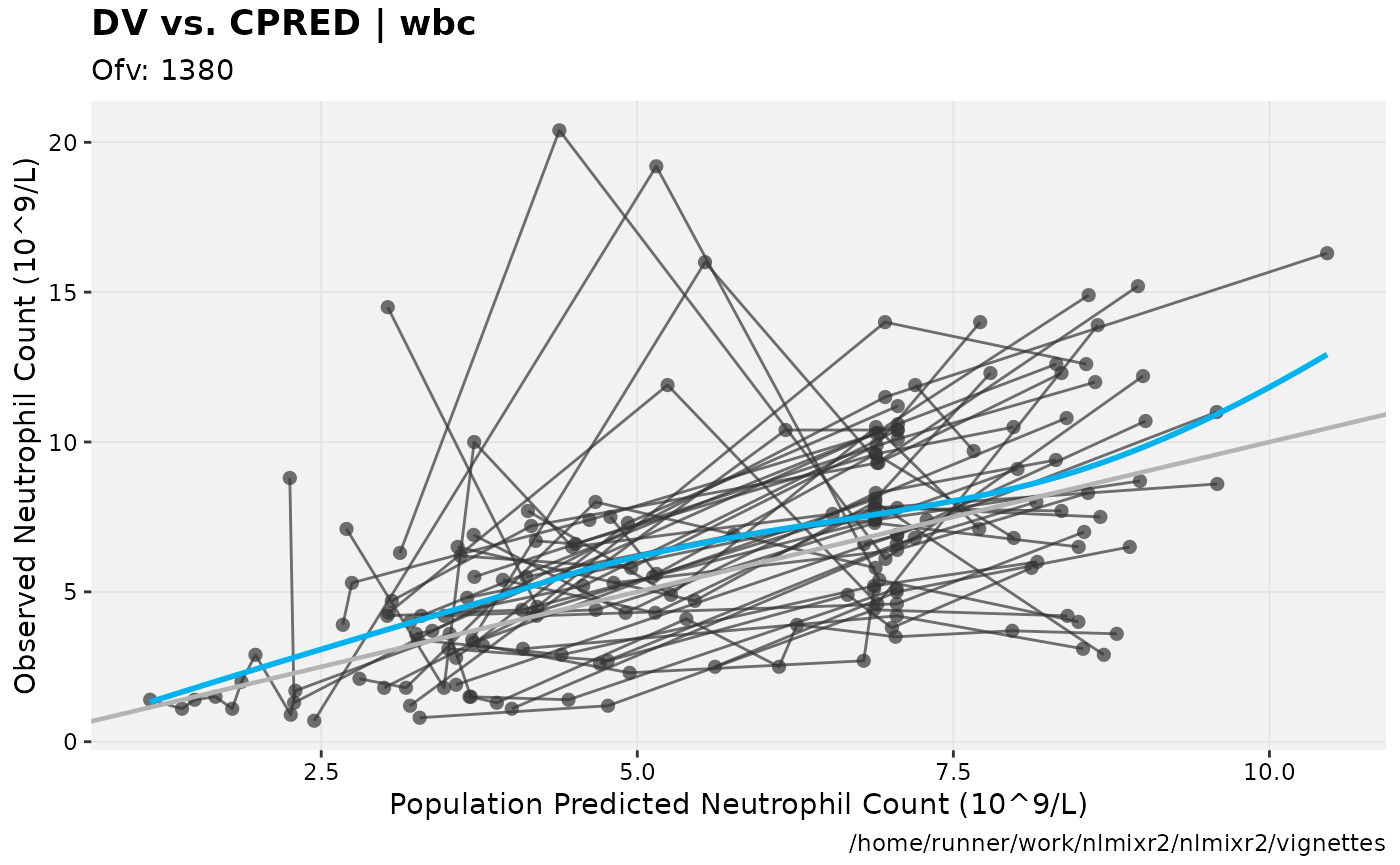 DV vs. CPRED | wbc
Ofv: 1380
Observed Neutrophil Count (10^9/L)
20
15
10
5
0
2.5 5.0 7.5 10.0
Population Predicted Neutrophil Count (10^9/L)
/home/runner/work/nlmixr2/nlmixr2/vignettes